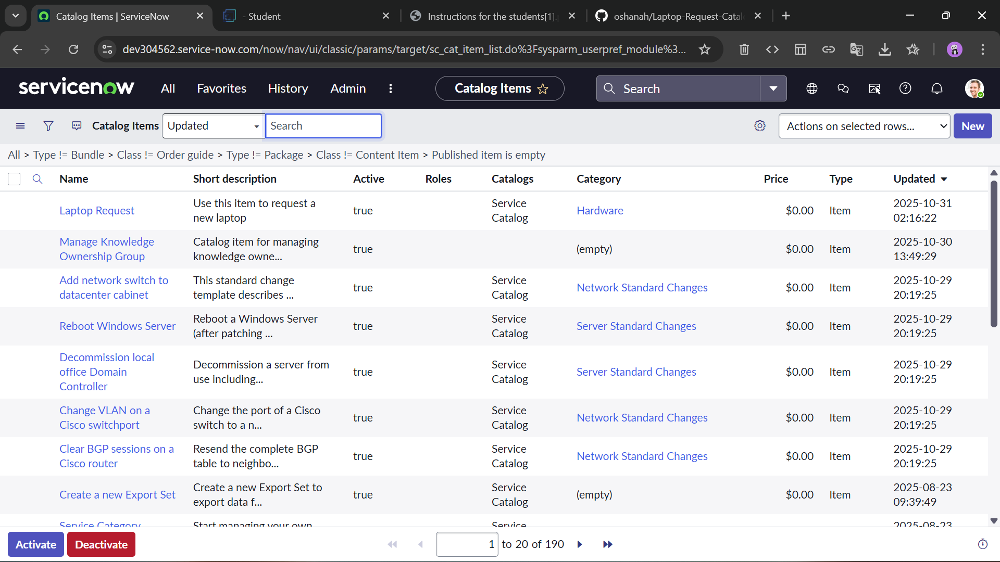 Catalog Items | ServiceNow
- Student
Instructions for the students[1].
oshanah/Laptop-Request-Catal
dev304562.service-now.com/now/nav/ui/classic/params/target/sc_cat_item_list.do%3Fsysparm_userpref_module%3...
servicenow
All Favorites History Admin
Catalog Items
Search
Catalog Items Updated Search
Actions on selected rows... New
All > Type != Bundle > Class != Order guide > Type != Package > Class != Content Item > Published item is empty
Name Short description Active Roles Catalogs Category Price Type Updated
Laptop Request Use this item to request a new laptop true Service Catalog Hardware $0.00 Item 2025-10-31 02:16:22
Manage Knowledge Ownership Group Catalog item for managing knowledge owne... true (empty) $0.00 Item 2025-10-30 13:49:29
Add network switch to datacenter cabinet This standard change template describes ... true Service Catalog Network Standard Changes $0.00 Item 2025-10-29 20:19:25
Reboot Windows Server Reboot a Windows Server (after patching ... true Service Catalog Server Standard Changes $0.00 Item 2025-10-29 20:19:25
Decommission local office Domain Controller Decommission a server from use including... true Service Catalog Server Standard Changes $0.00 Item 2025-10-29 20:19:25
Change VLAN on a Cisco switchport Change the port of a Cisco switch to a n... true Service Catalog Network Standard Changes $0.00 Item 2025-10-29 20:19:25
Clear BGP sessions on a Cisco router Resend the complete BGP table to neighbo... true Service Catalog Network Standard Changes $0.00 Item 2025-10-29 20:19:25
Create a new Export Set Create a new Export Set to export data f... true Service Catalog (empty) $0.00 Item 2025-08-23 09:39:49
Service Category Start managing your own Service 2025-08-23
Activate Deactivate 1 to 20 of 190